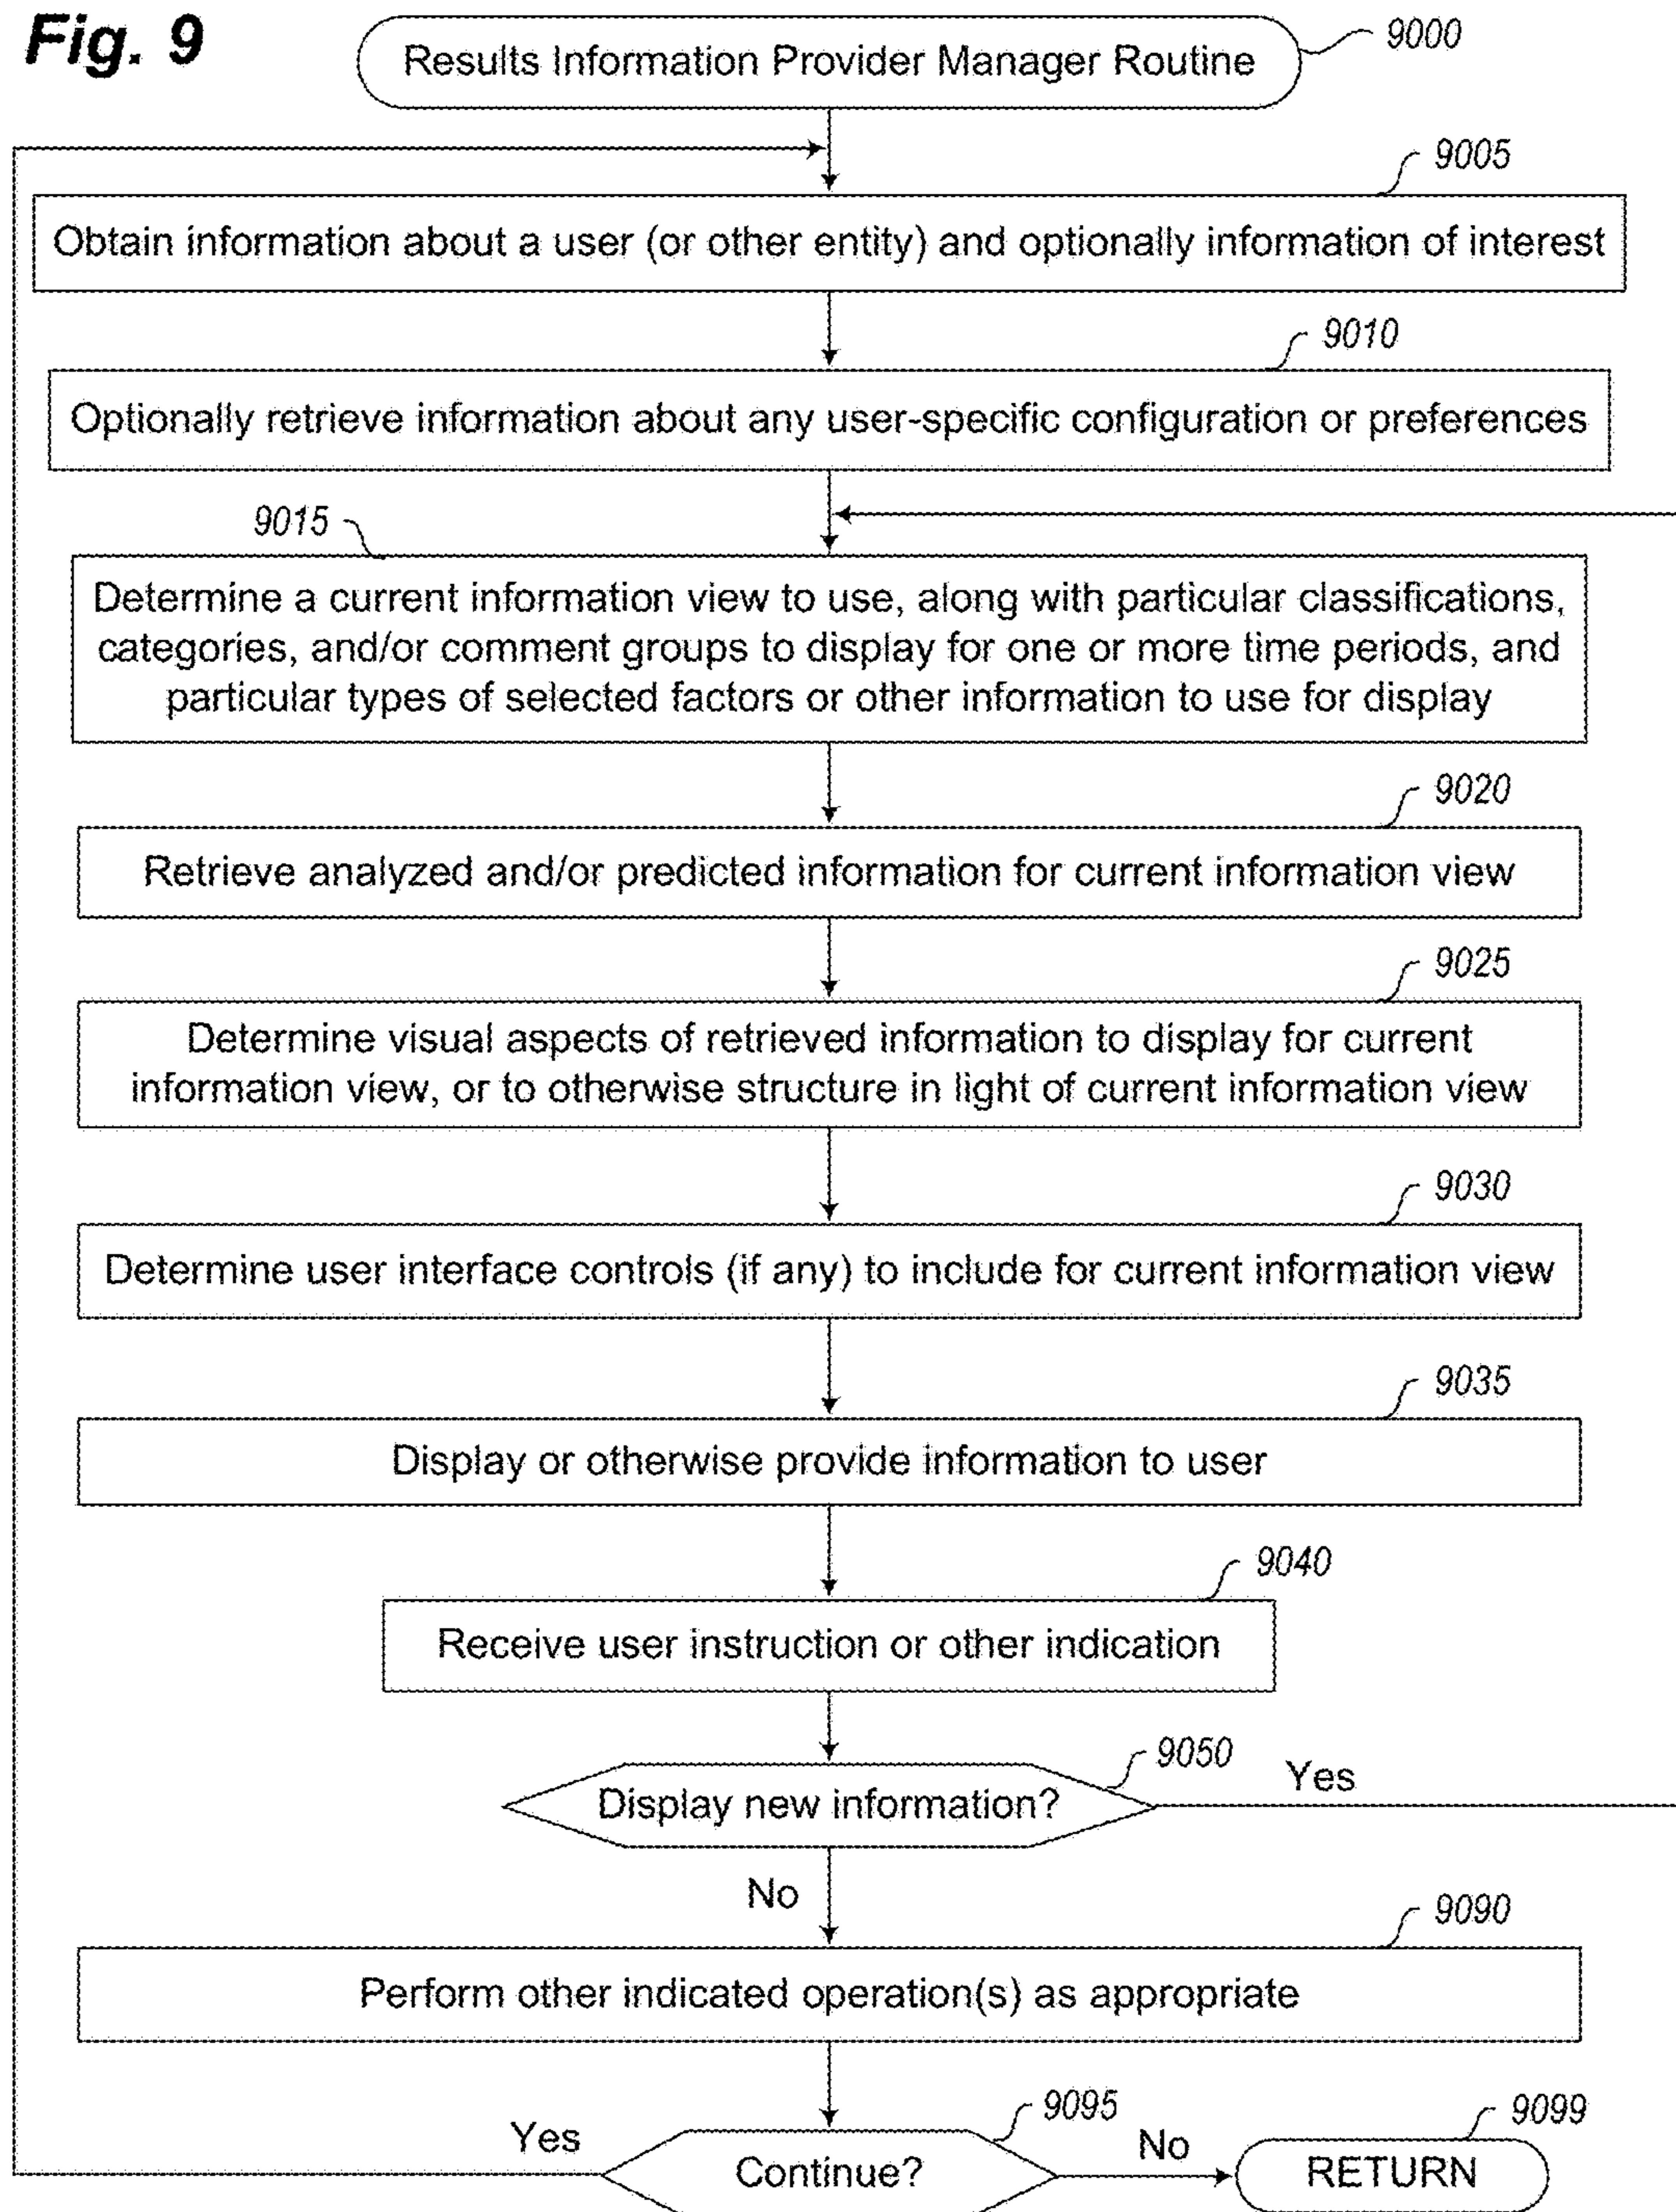 Fig. 9
Results Information Provider Manager Routine
9000
9005
Obtain information about a user (or other entity) and optionally information of interest
9010
Optionally retrieve information about any user-specific configuration or preferences
9015
Determine a current information view to use, along with particular classifications,
categories, and/or comment groups to display for one or more time periods, and
particular types of selected factors or other information to use for display
9020
Retrieve analyzed and/or predicted information for current information view
9025
Determine visual aspects of retrieved information to display for current
information view, or to otherwise structure in light of current information view
9030
Determine user interface controls (if any) to include for current information view
9035
Display or otherwise provide information to user
9040
Receive user instruction or other indication
9050
Display new information?
Yes
No
9090
Perform other indicated operation(s) as appropriate
9095
Yes
Continue?
No
9099
RETURN